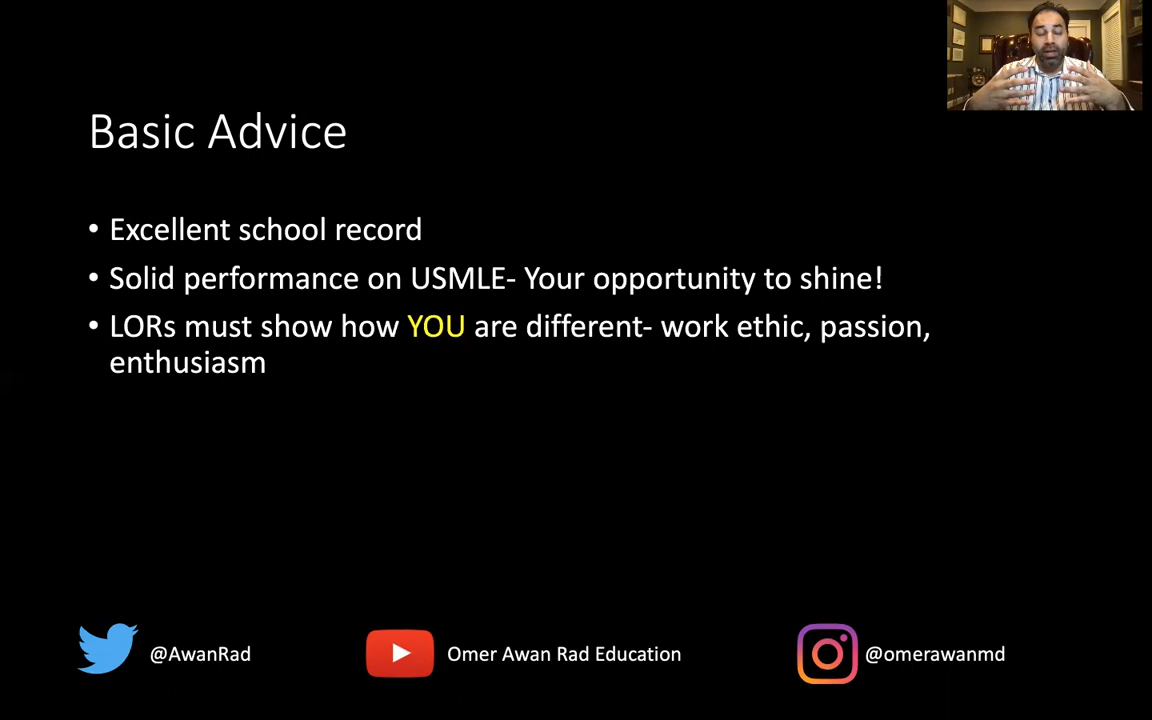 Basic Advice
• Excellent school record
• Solid performance on USMLE- Your opportunity to shine!
• LORs must show how YOU are different- work ethic, passion,
enthusiasm
@AwanRad
Omer Awan Rad Education
@omerawanmd